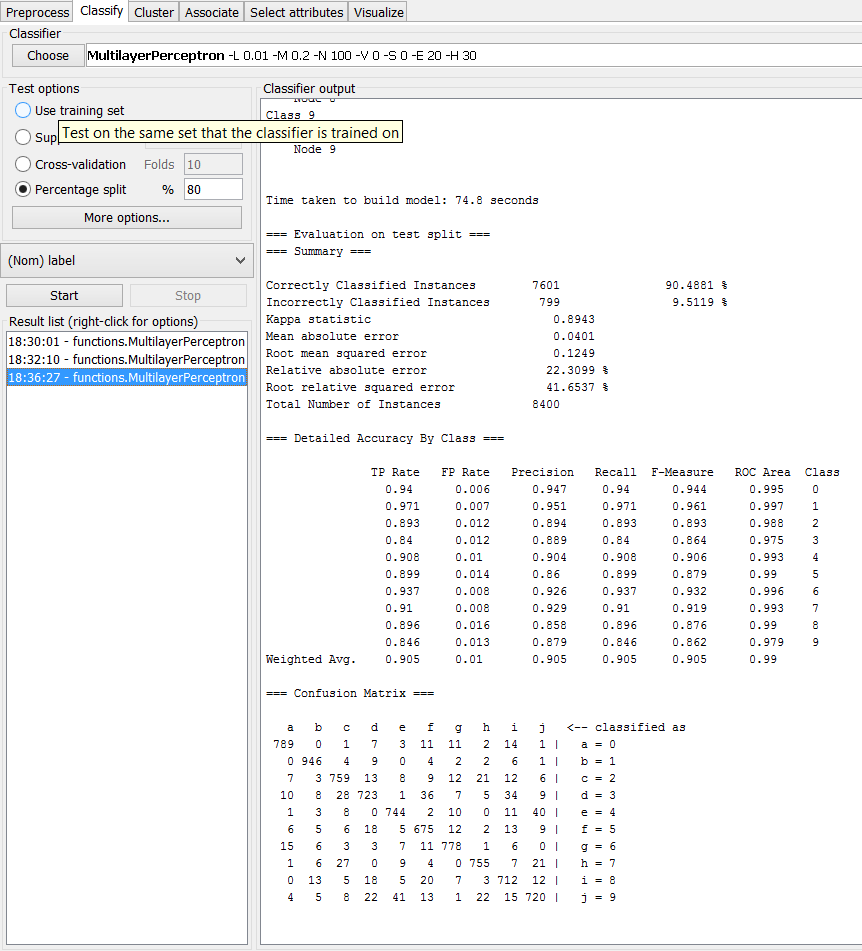 Preprocess Classify Cluster Associate Select attributes Visualize
Classifier
Choose MultilayerPerceptron -L 0.01 -M 0.2 -N 100 -V 0 -S 0 -E 20 -H 30
Test options
Use training set
Sup
Test on the same set that the classifier is trained on
Cross-validation Folds 10
Percentage split % 80
More options...
(Nom) label
Start Stop
Result list (right-click for options)
18:30:01 - functions.MultilayerPerceptron
18:32:10 - functions.MultilayerPerceptron
18:36:27 - functions.MultilayerPerceptron
Classifier output
Class 9
Node 9
Time taken to build model: 74.8 seconds
=== Evaluation on test split ===
=== Summary ===
Correctly Classified Instances 7601 90.4881 %
Incorrectly Classified Instances 799 9.5119 %
Kappa statistic 0.8943
Mean absolute error 0.0401
Root mean squared error 0.1249
Relative absolute error 22.3099 %
Root relative squared error 41.6537 %
Total Number of Instances 8400
=== Detailed Accuracy By Class ===
TP Rate FP Rate Precision Recall F-Measure ROC Area Class
0.94 0.006 0.947 0.94 0.944 0.995 0
0.971 0.007 0.951 0.971 0.961 0.997 1
0.893 0.012 0.894 0.893 0.893 0.988 2
0.84 0.012 0.889 0.84 0.864 0.975 3
0.908 0.01 0.904 0.908 0.906 0.993 4
0.899 0.014 0.86 0.899 0.879 0.99 5
0.937 0.008 0.926 0.937 0.932 0.996 6
0.91 0.008 0.929 0.91 0.919 0.993 7
0.896 0.016 0.858 0.896 0.876 0.99 8
0.846 0.013 0.879 0.846 0.862 0.979 9
Weighted Avg. 0.905 0.01 0.905 0.905 0.905 0.99
=== Confusion Matrix ===
a b c d e f g h i j <-- classified as
789 0 1 7 3 11 11 2 14 1 | a = 0
0 946 4 9 0 4 2 2 6 1 | b = 1
7 3 759 13 8 9 12 21 12 6 | c = 2
10 8 28 723 1 36 7 5 34 9 | d = 3
1 3 8 0 744 2 10 0 11 40 | e = 4
6 5 6 18 5 675 12 2 13 9 | f = 5
15 6 3 3 7 11 778 1 6 0 | g = 6
1 6 27 0 9 4 0 755 7 21 | h = 7
0 13 5 18 5 20 7 3 712 12 | i = 8
4 5 8 22 41 13 1 22 15 720 | j = 9